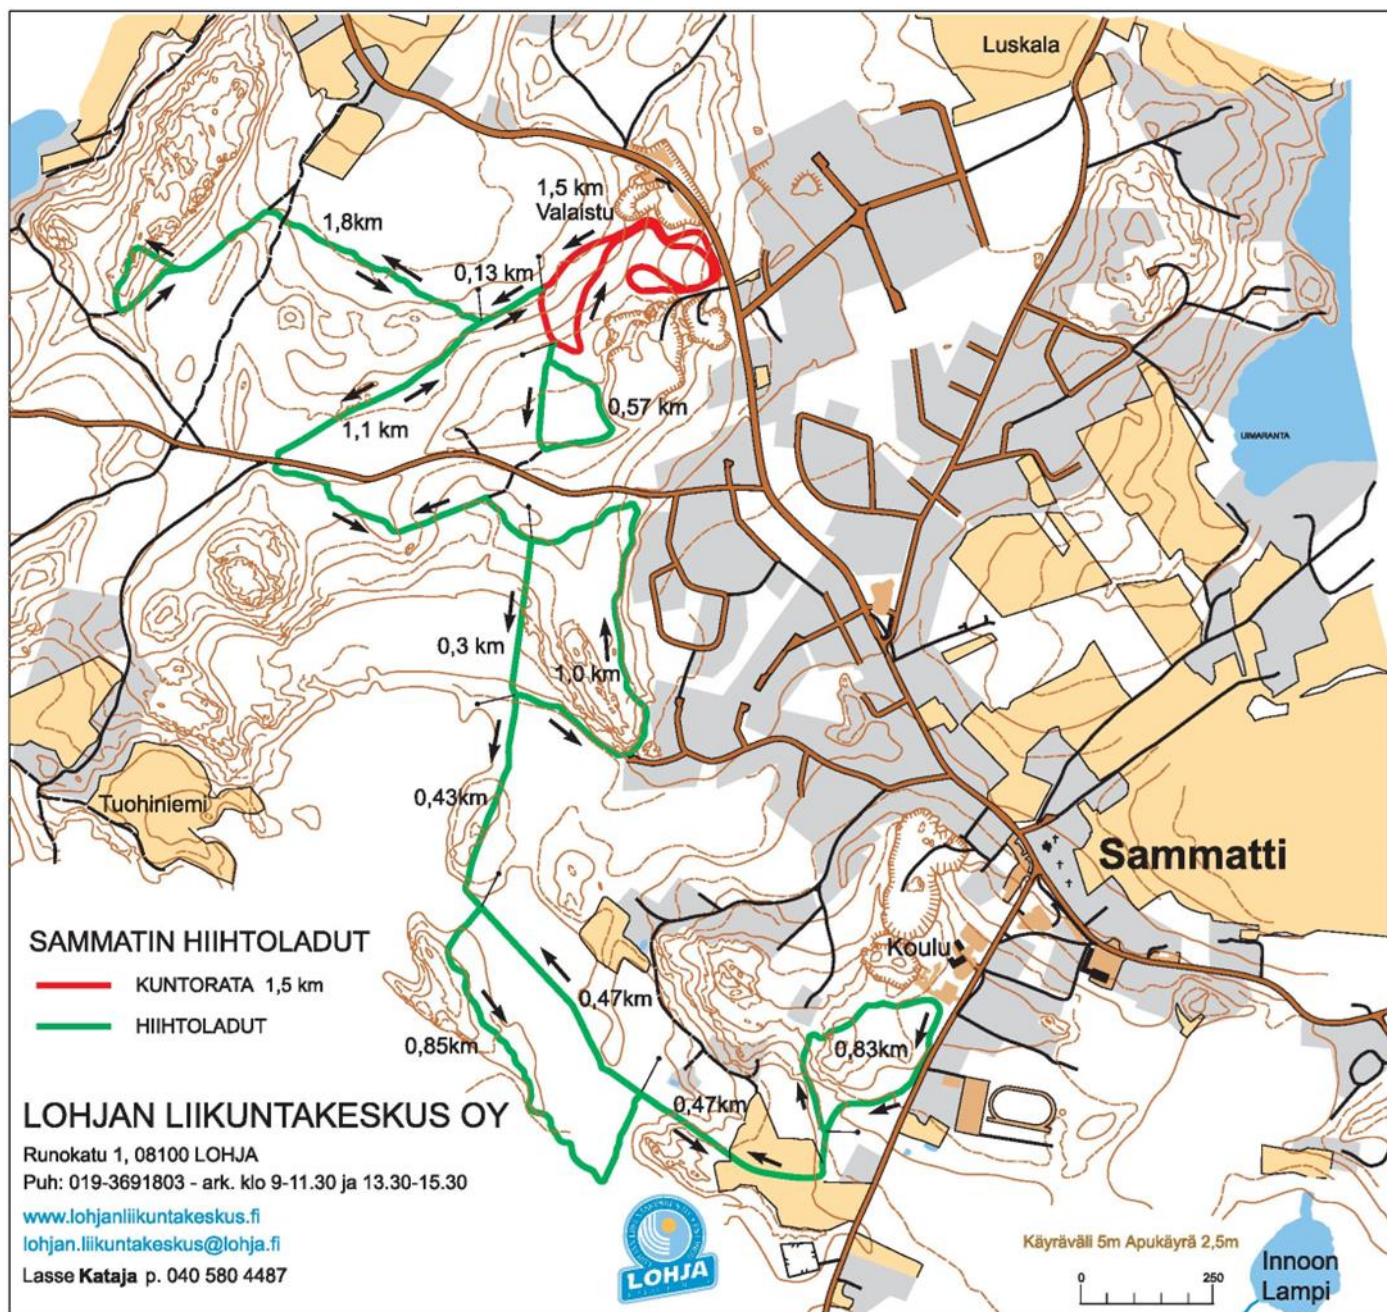 Luskala
1,5 km
Valaistu
1,8km
0,13 km
1,1 km
0,57 km
UIMARANTA
0,3 km
1,0 km
0,43km
Tuohiniemi
Sammatti
Koulu
0,47km
0,85km
0,83km
0,47km
SAMMATIN HIIHTOLADUT
KUNTORATA 1,5 km
HIIHTOLADUT
LOHJAN LIIKUNTAKESKUS OY
Runokatu 1, 08100 LOHJA
Puh: 019-3691803 - ark. klo 9-11.30 ja 13.30-15.30
www.lohjanliikuntakeskus.fi
lohjan.liikuntakeskus@lohja.fi
Lasse Kataja p. 040 580 4487
LOHJA
Käyräväli 5m Apukäyrä 2,5m
0 250
Innoon
Lampi